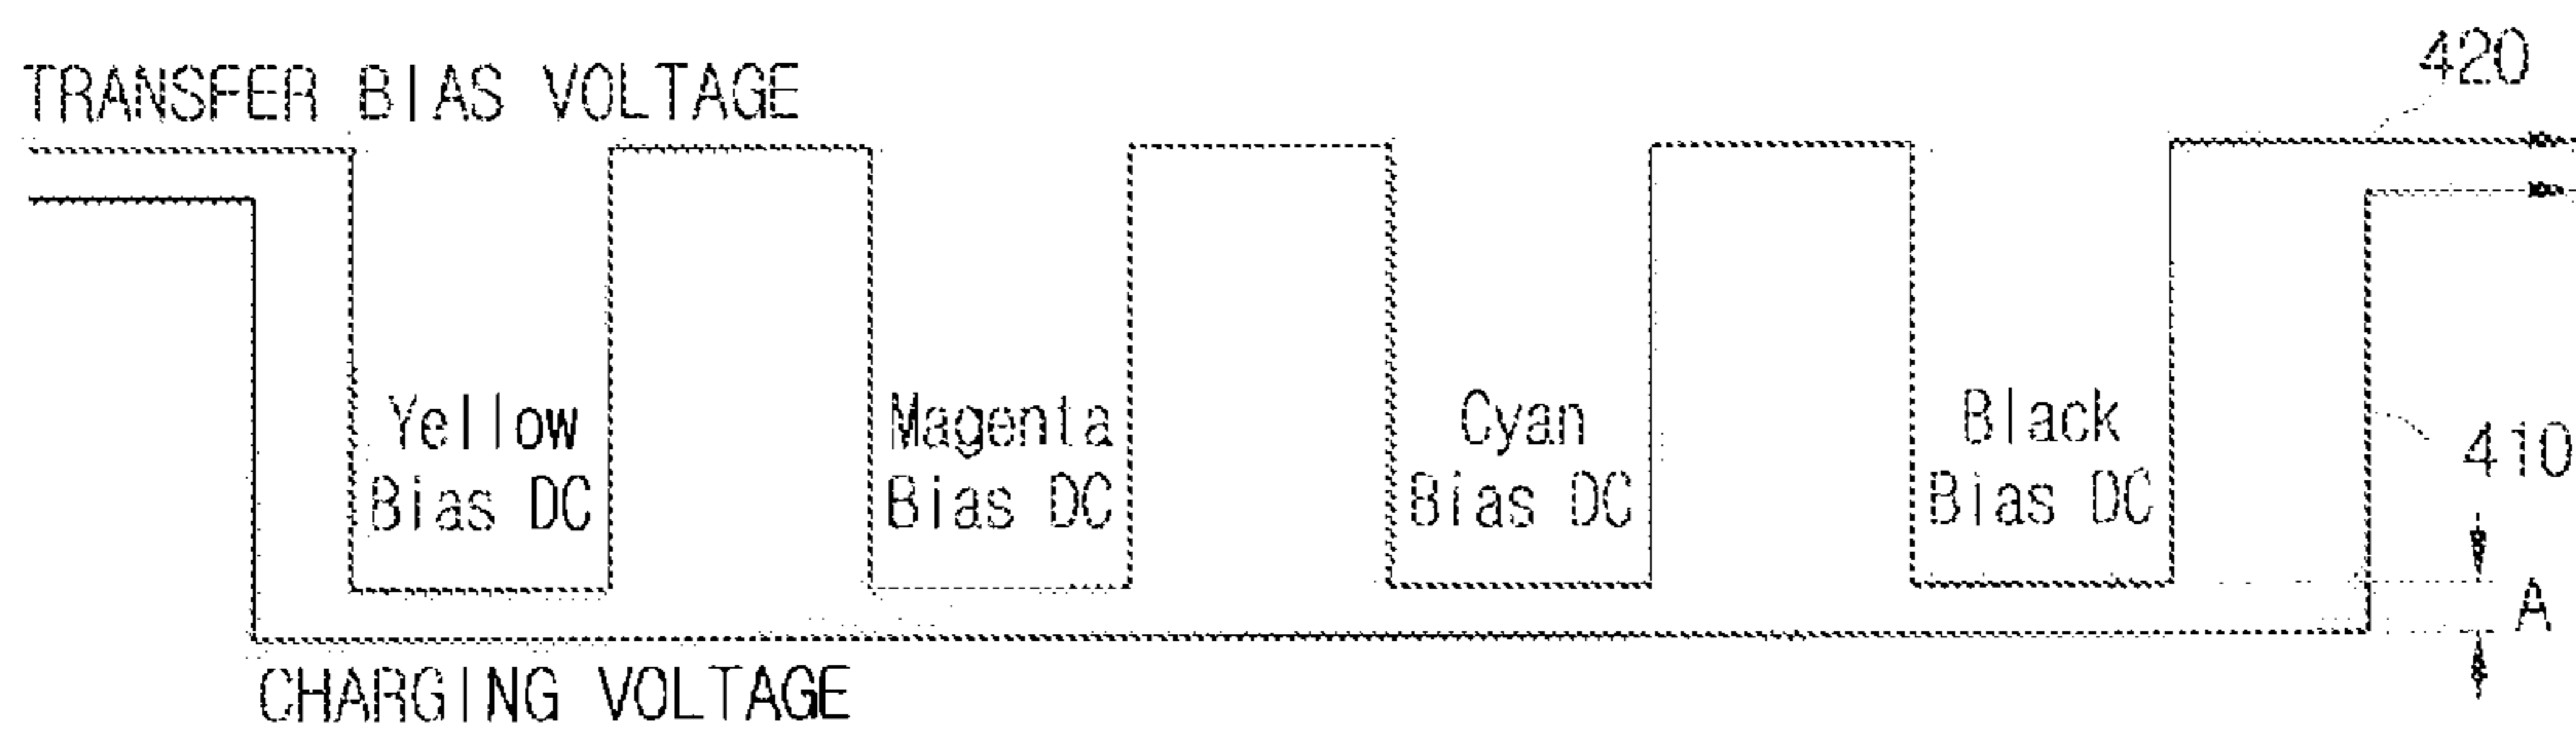 420
TRANSFER BIAS VOLTAGE
Yellow
Bias DC
Magenta
Bias DC
Cyan
Bias DC
Black
Bias DC
410
A
CHARGING VOLTAGE